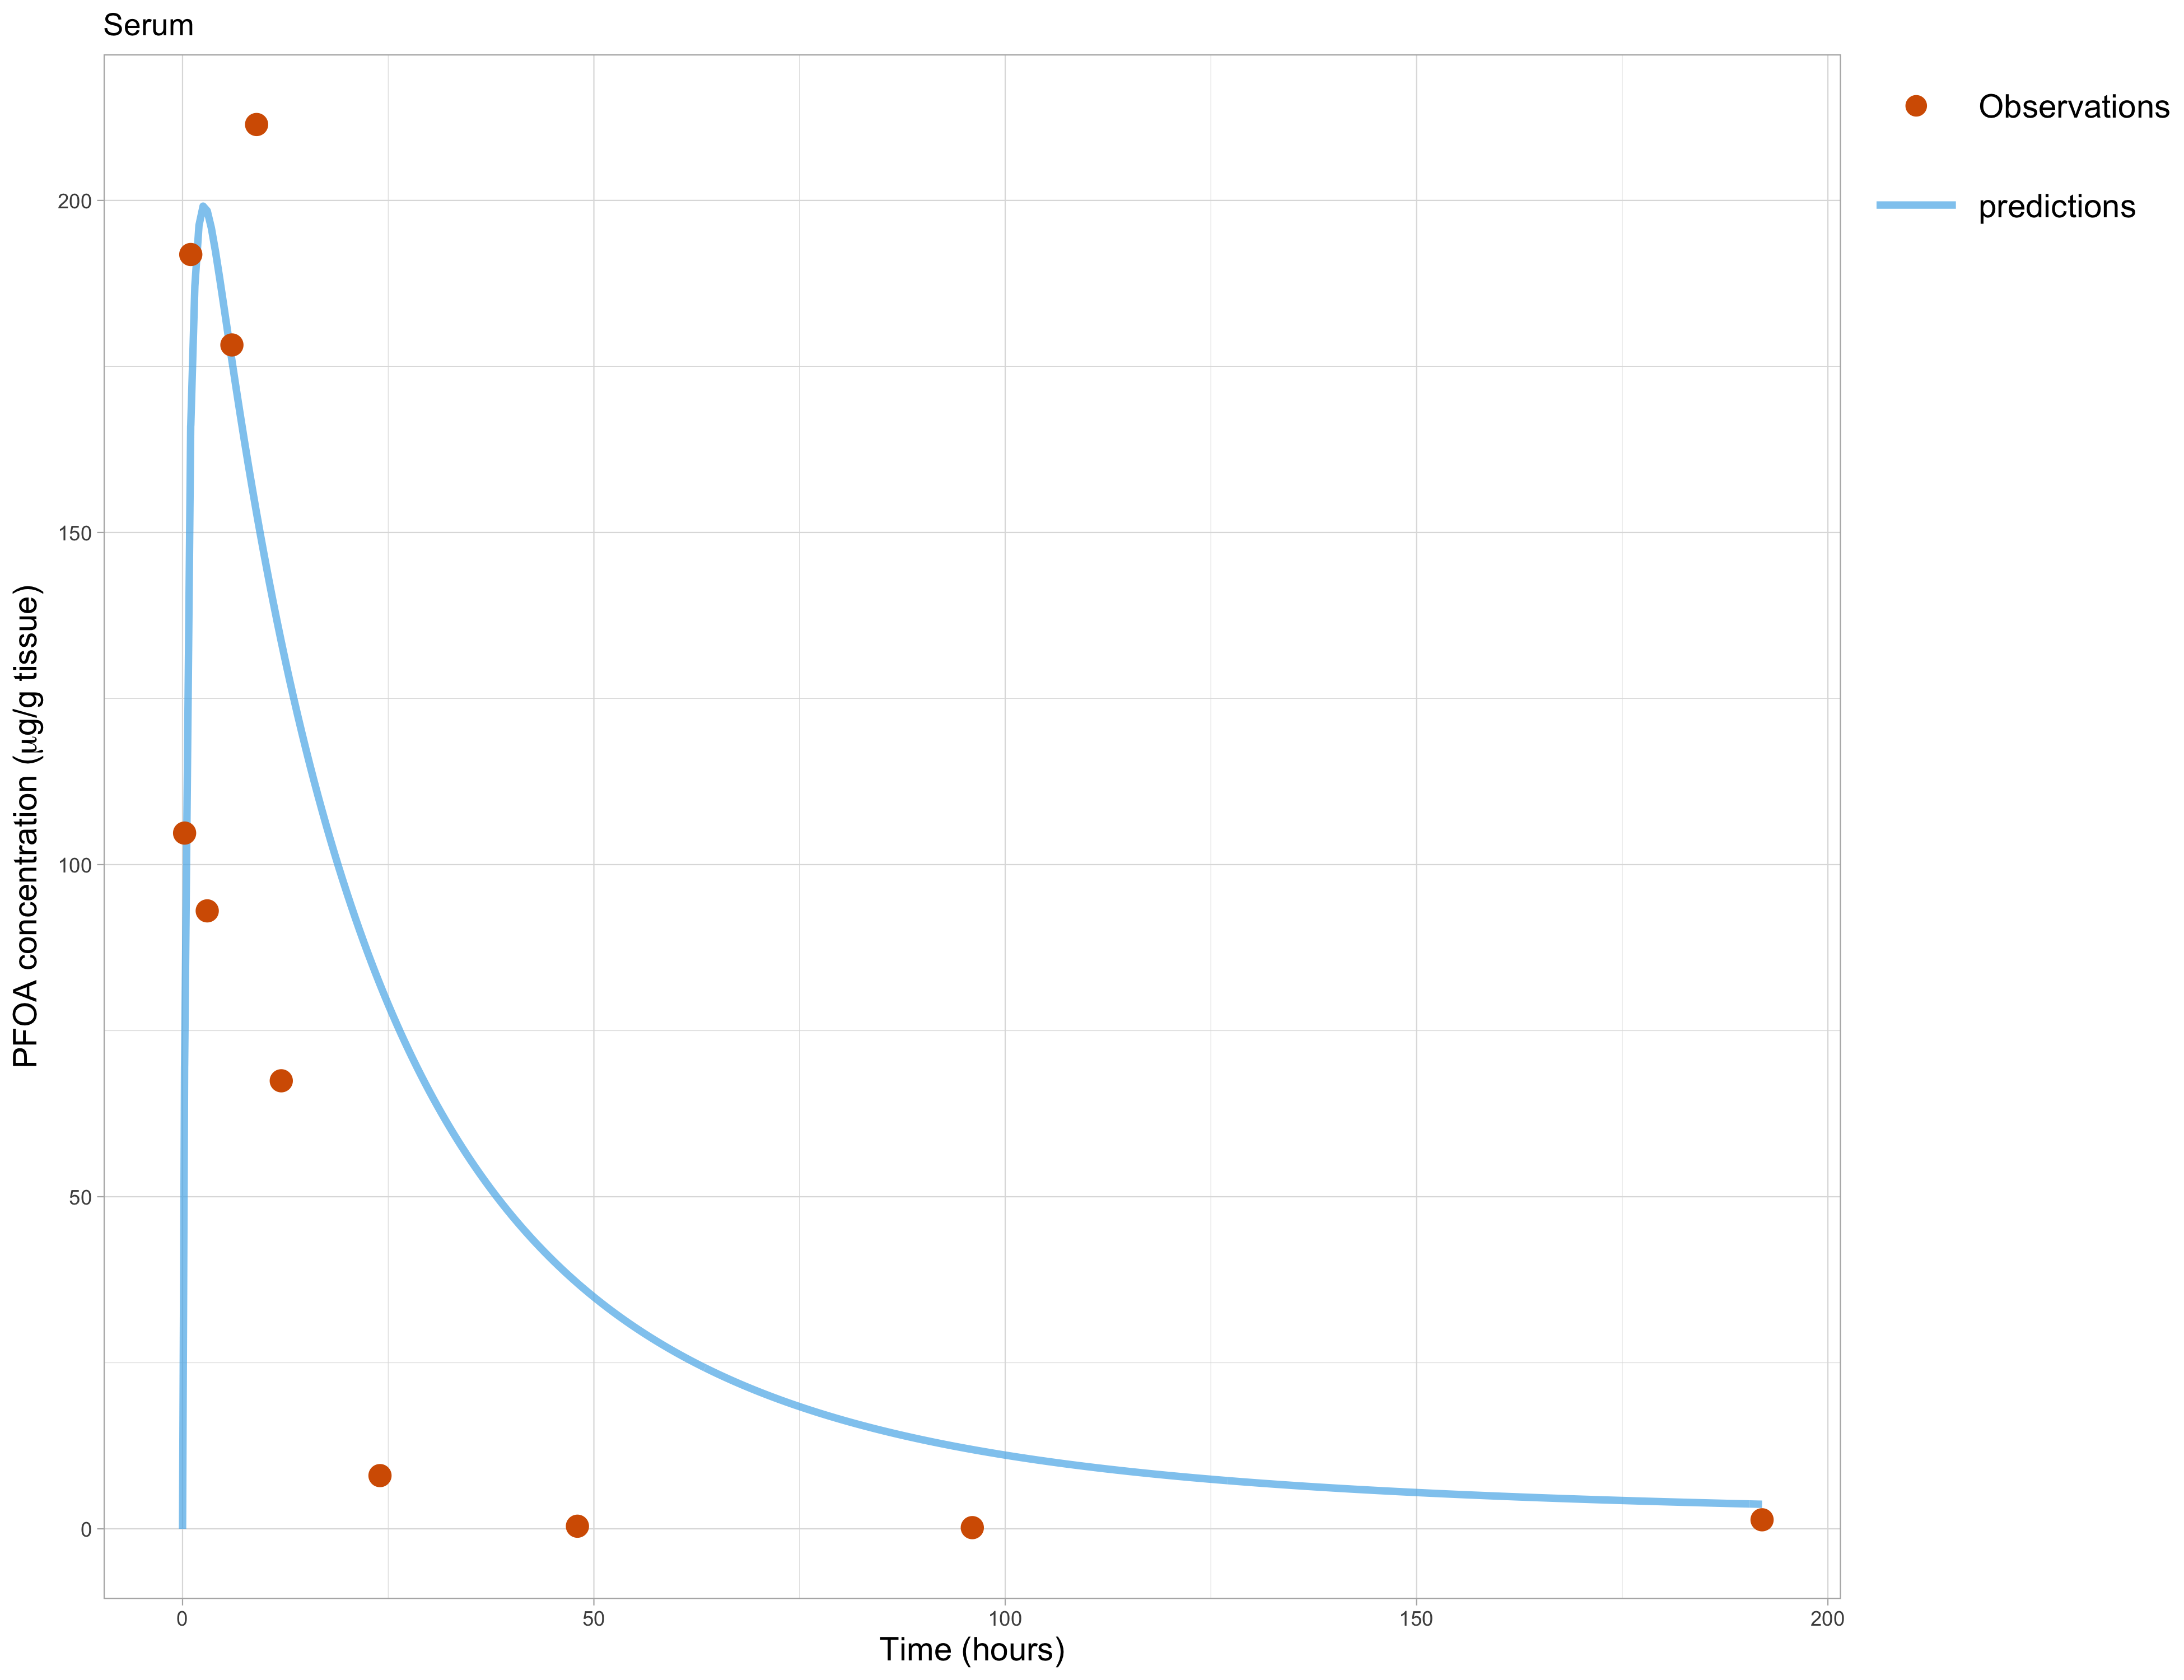 Serum
Observations
predictions
200
150
100
50
0
PFOA concentration (μg/g tissue)
0
50
100
150
200
Time (hours)